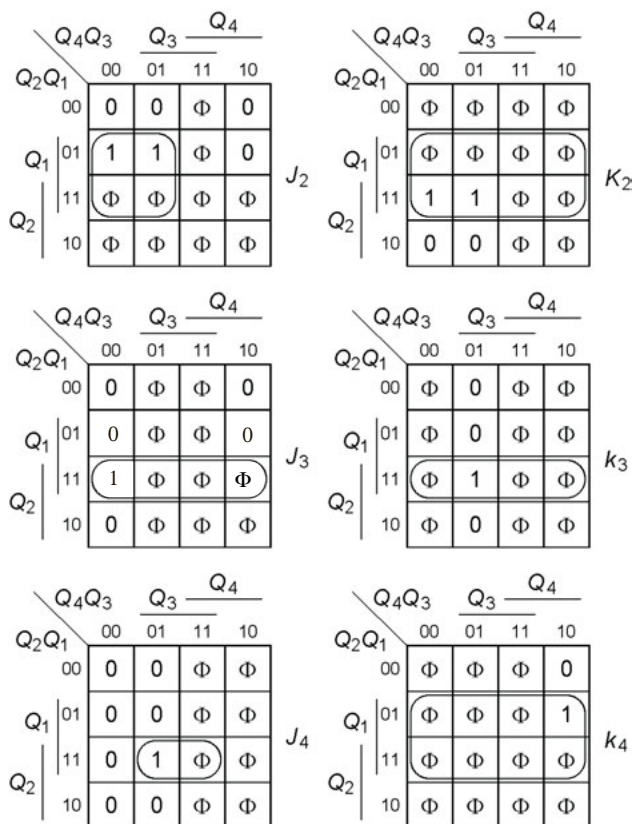 Q4Q3 Q3 Q4
00 01 11 10
Q2Q1
00 0 0 Φ 0
Q1 01 1 1 Φ 0
Q2 11 Φ Φ Φ Φ
10 Φ Φ Φ Φ
J2
Q4Q3 Q3 Q4
00 01 11 10
Q2Q1
00 Φ Φ Φ Φ
Q1 01 Φ Φ Φ Φ
Q2 11 1 1 Φ Φ
10 0 0 Φ Φ
K2
Q4Q3 Q3 Q4
00 01 11 10
Q2Q1
00 0 Φ Φ 0
Q1 01 0 Φ Φ 0
Q2 11 1 Φ Φ Φ
10 0 Φ Φ Φ
J3
Q4Q3 Q3 Q4
00 01 11 10
Q2Q1
00 Φ 0 Φ Φ
Q1 01 Φ 0 Φ Φ
Q2 11 Φ 1 Φ Φ
10 Φ 0 Φ Φ
k3
Q4Q3 Q3 Q4
00 01 11 10
Q2Q1
00 0 0 Φ Φ
Q1 01 0 0 Φ Φ
Q2 11 0 1 Φ Φ
10 0 0 Φ Φ
J4
Q4Q3 Q3 Q4
00 01 11 10
Q2Q1
00 Φ Φ Φ 0
Q1 01 Φ Φ Φ 1
Q2 11 Φ Φ Φ Φ
10 Φ Φ Φ Φ
k4